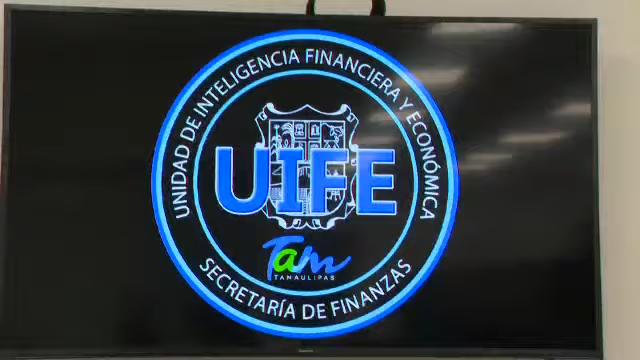 UNIDAD DE INTELIGENCIA FINANCIERA Y ECONÓMICA
UIFE
Tam
TAMAULIPAS
SECRETARÍA DE FINANZAS